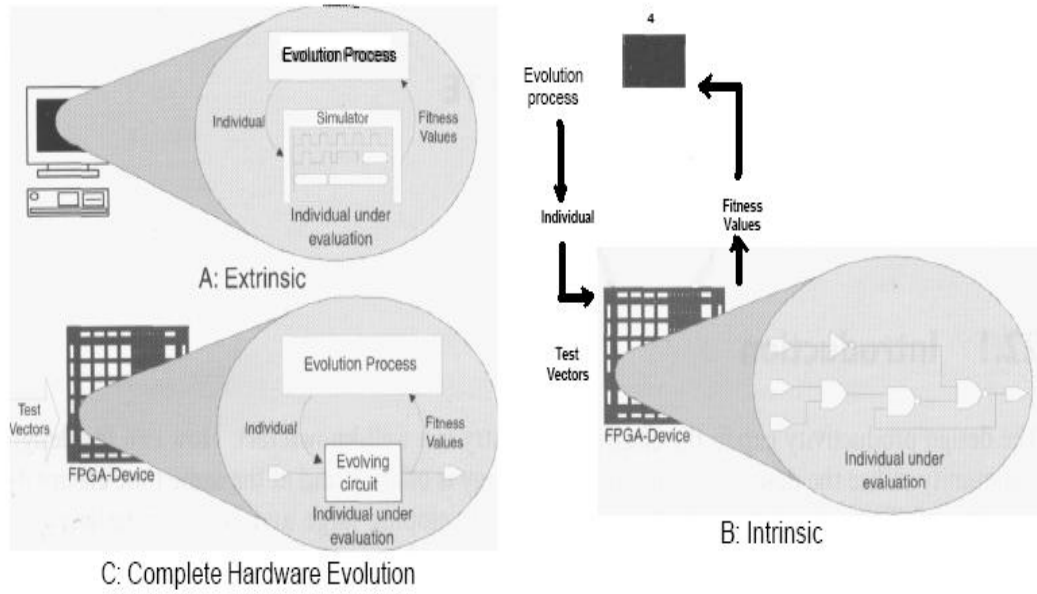 Evolution Process
Individual
Simulator
Fitness
Values
Individual under
evaluation
A: Extrinsic
4
Evolution
process
Individual
Fitness
Values
Test
Vectors
FPGA-Device
Individual under
evaluation
B: Intrinsic
Test
Vectors
FPGA-Device
Evolution Process
Individual
Fitness
Values
Evolving
circuit
Individual under
evaluation
C: Complete Hardware Evolution